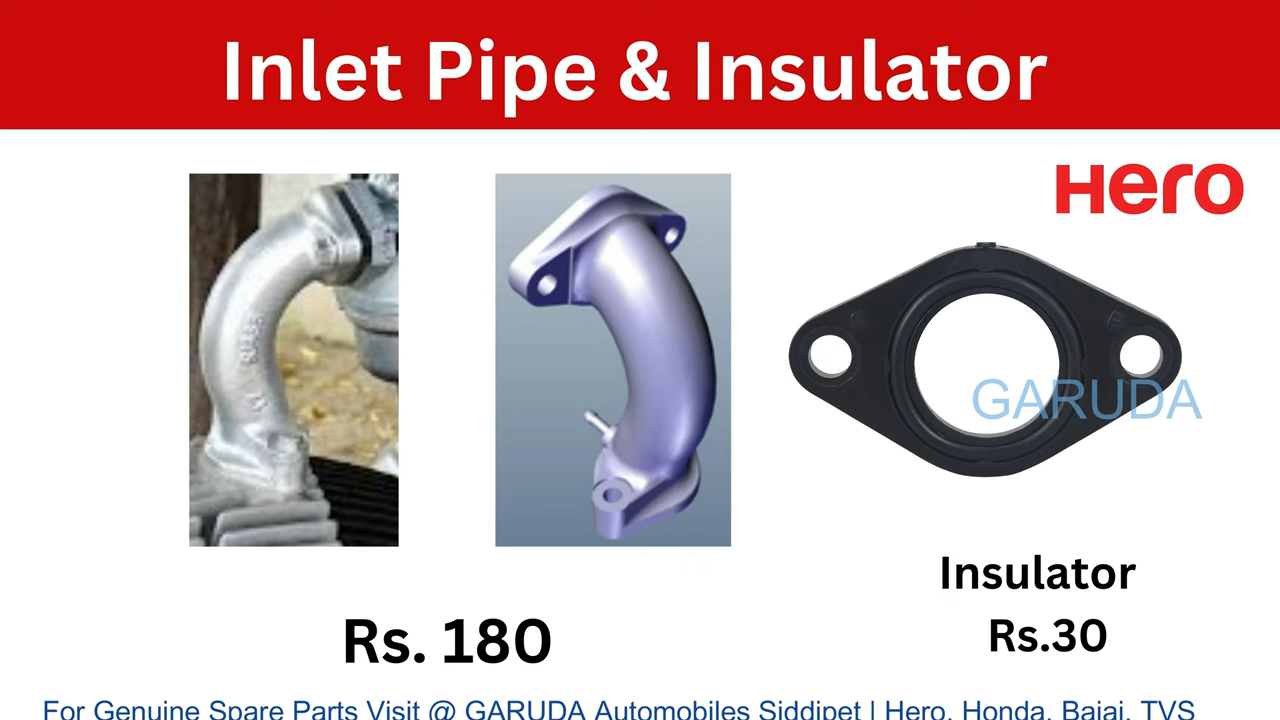 Inlet Pipe & Insulator
Hero
GARUDA
Insulator
Rs. 180
Rs.30
For Genuine Spare Parts Visit @ GARUDA Automobiles Siddipet | Hero, Honda, Bajaj, TVS